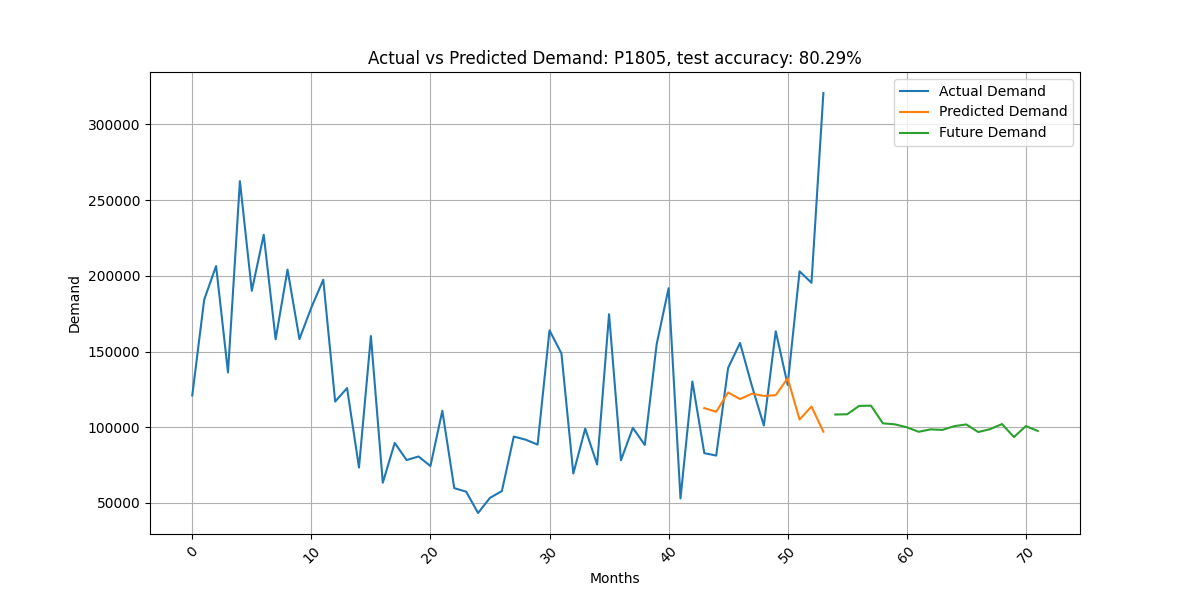 Actual vs Predicted Demand: P1805, test accuracy: 80.29%
Actual Demand
Predicted Demand
Future Demand
Demand
300000
250000
200000
150000
100000
50000
0
10
20
30
40
50
60
70
Months